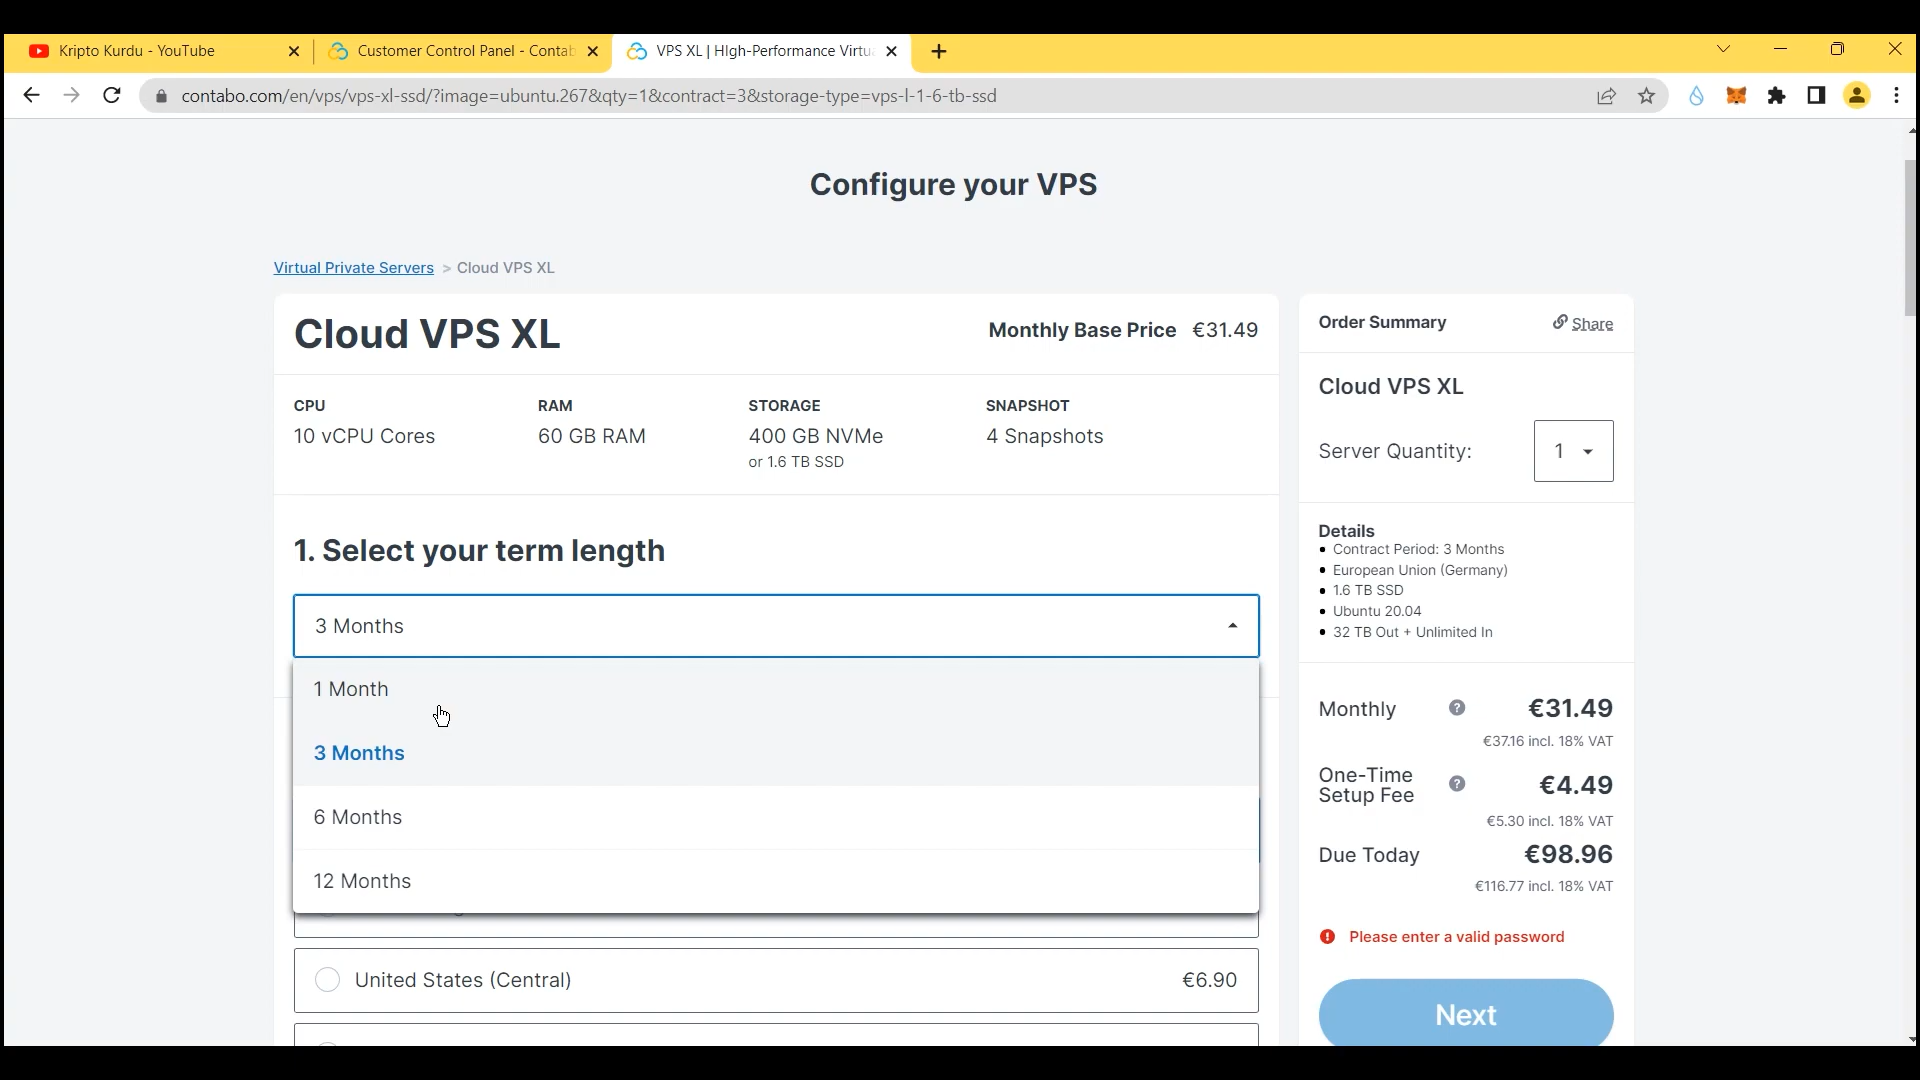 Kripto Kurdu - YouTube
Customer Control Panel - Contab
VPS XL | HIgh-Performance Virtu
contabo.com/en/vps/vps-xl-ssd/?image=ubuntu.267&qty=1&contract=3&storage-type=vps-l-1-6-tb-ssd
Configure your VPS
Virtual Private Servers > Cloud VPS XL
Cloud VPS XL
Monthly Base Price €31.49
CPU
10 vCPU Cores
RAM
60 GB RAM
STORAGE
400 GB NVMe
or 1.6 TB SSD
SNAPSHOT
4 Snapshots
1. Select your term length
3 Months
1 Month
3 Months
6 Months
12 Months
United States (Central) €6.90
Order Summary
Share
Cloud VPS XL
Server Quantity: 1
Details
• Contract Period: 3 Months
• European Union (Germany)
• 1.6 TB SSD
• Ubuntu 20.04
• 32 TB Out + Unlimited In
Monthly ? €31.49
€37.16 incl. 18% VAT
One-Time
Setup Fee ? €4.49
€5.30 incl. 18% VAT
Due Today €98.96
€116.77 incl. 18% VAT
Please enter a valid password
Next